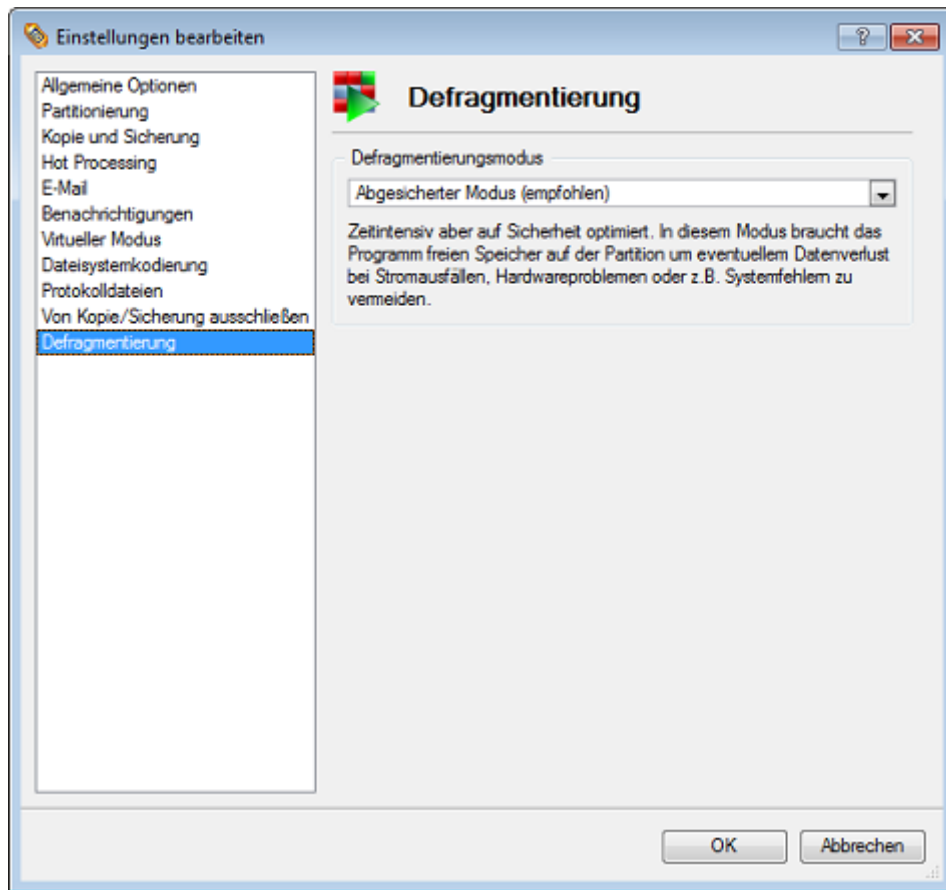 Einstellungen bearbeiten
?
Allgemeine Optionen
Partitionierung
Kopie und Sicherung
Hot Processing
E-Mail
Benachrichtigungen
Virtueller Modus
Dateisystemkodierung
Protokolldateien
Von Kopie/Sicherung ausschließen
Defragmentierung
Defragmentierung
Defragmentierungsmodus
Abgesicherter Modus (empfohlen)
Zeitintensiv aber auf Sicherheit optimiert. In diesem Modus braucht das
Programm freien Speicher auf der Partition um eventuellem Datenverlust
bei Stromausfällen, Hardwareproblemen oder z.B. Systemfehlern zu
vermeiden.
OK
Abbrechen